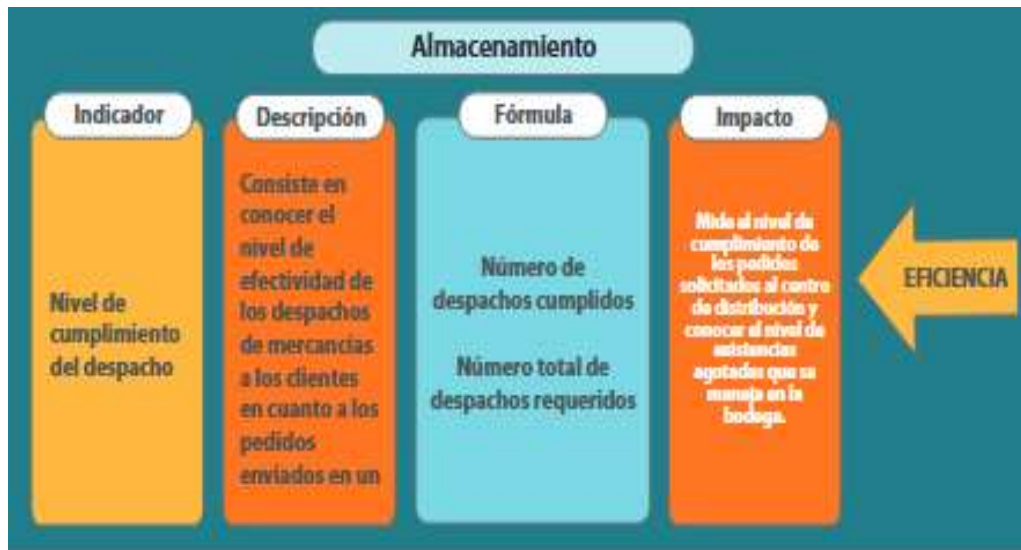 Almacenamiento
Indicador
Descripción
Fórmula
Impacto
Nivel de
cumplimiento
del despacho
Consiste en
conocer el
nivel de
efectividad de
los despachos
de mercancías
a los clientes
en cuanto a los
pedidos
enviados en un
Número de
despachos cumplidos
Número total de
despachos requeridos
Mide el nivel de
cumplimiento de
los pedidos
solicitados al centro
de distribución y
conocer el nivel de
existencias
agotadas que se
maneja en la
bodega.
EFICIENCIA